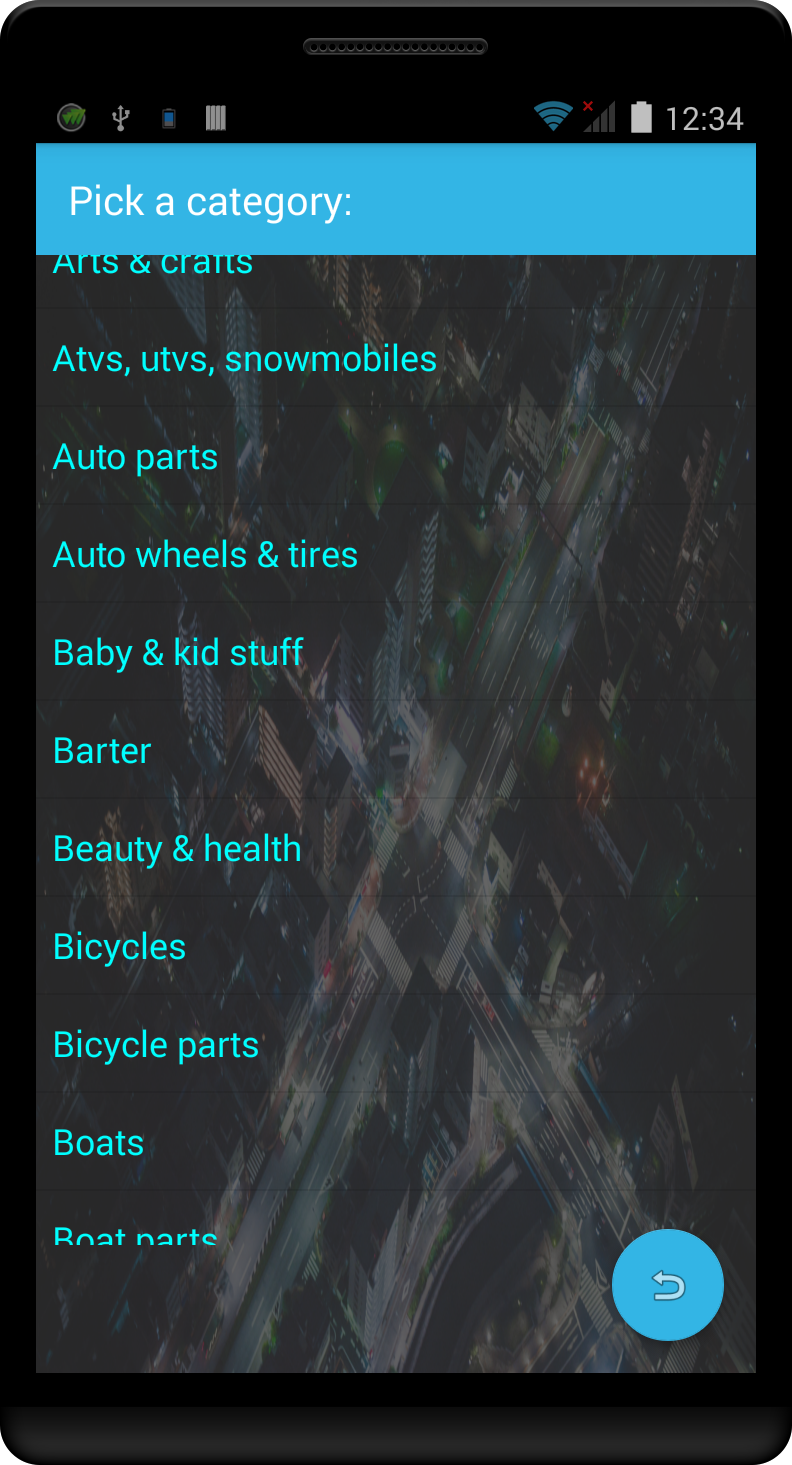 12:34
Pick a category:
Arts & crafts
Atvs, utvs, snowmobiles
Auto parts
Auto wheels & tires
Baby & kid stuff
Barter
Beauty & health
Bicycles
Bicycle parts
Boats
Boat parts